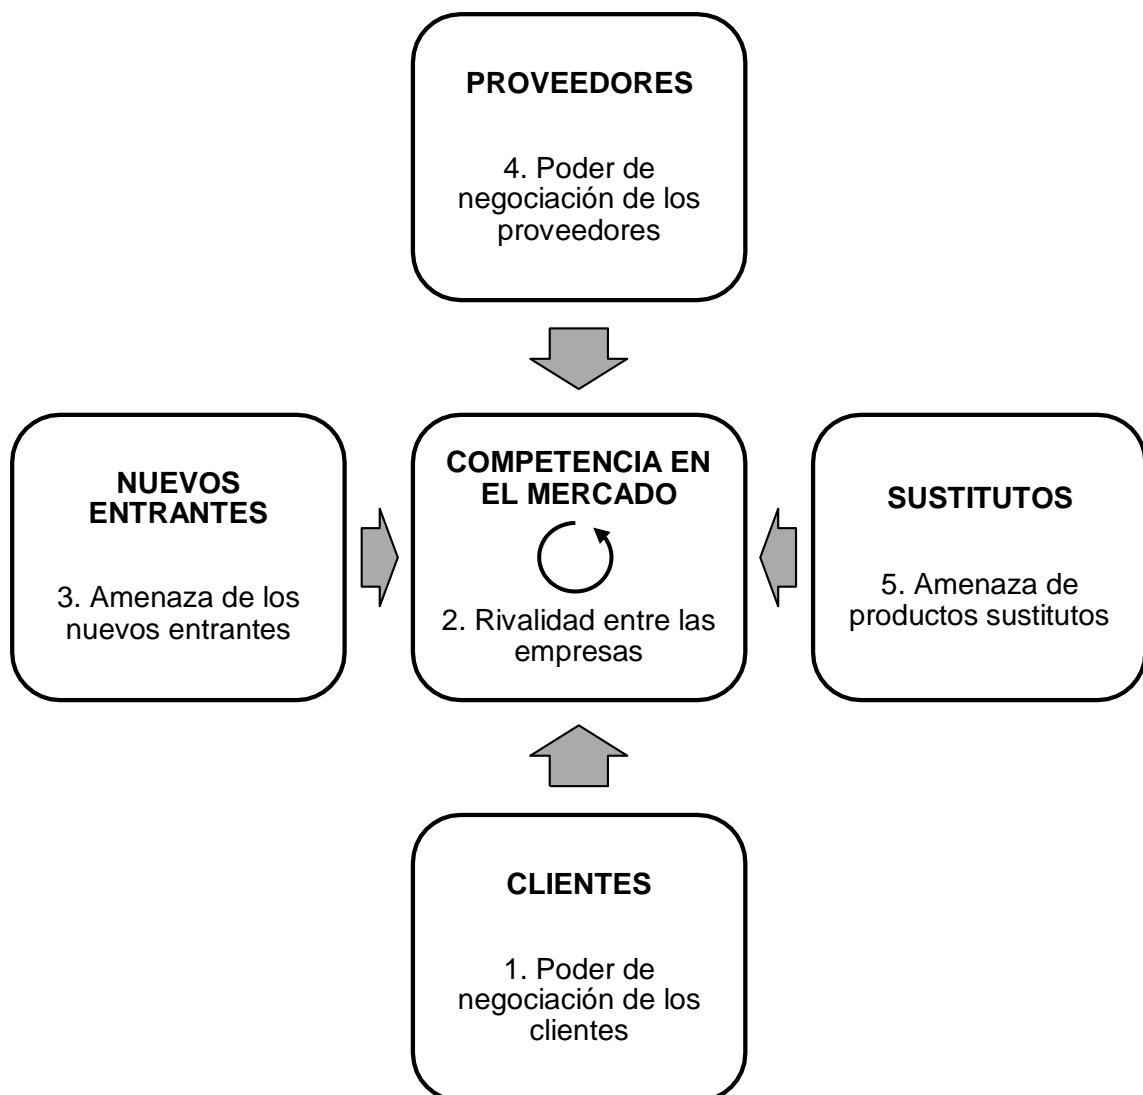 PROVEEDORES
4. Poder de
negociación de los
proveedores
NUEVOS
ENTRANTES
3. Amenaza de los
nuevos entrantes
COMPETENCIA EN
EL MERCADO
2. Rivalidad entre las
empresas
SUSTITUTOS
5. Amenaza de
productos sustitutos
CLIENTES
1. Poder de
negociación de los
clientes